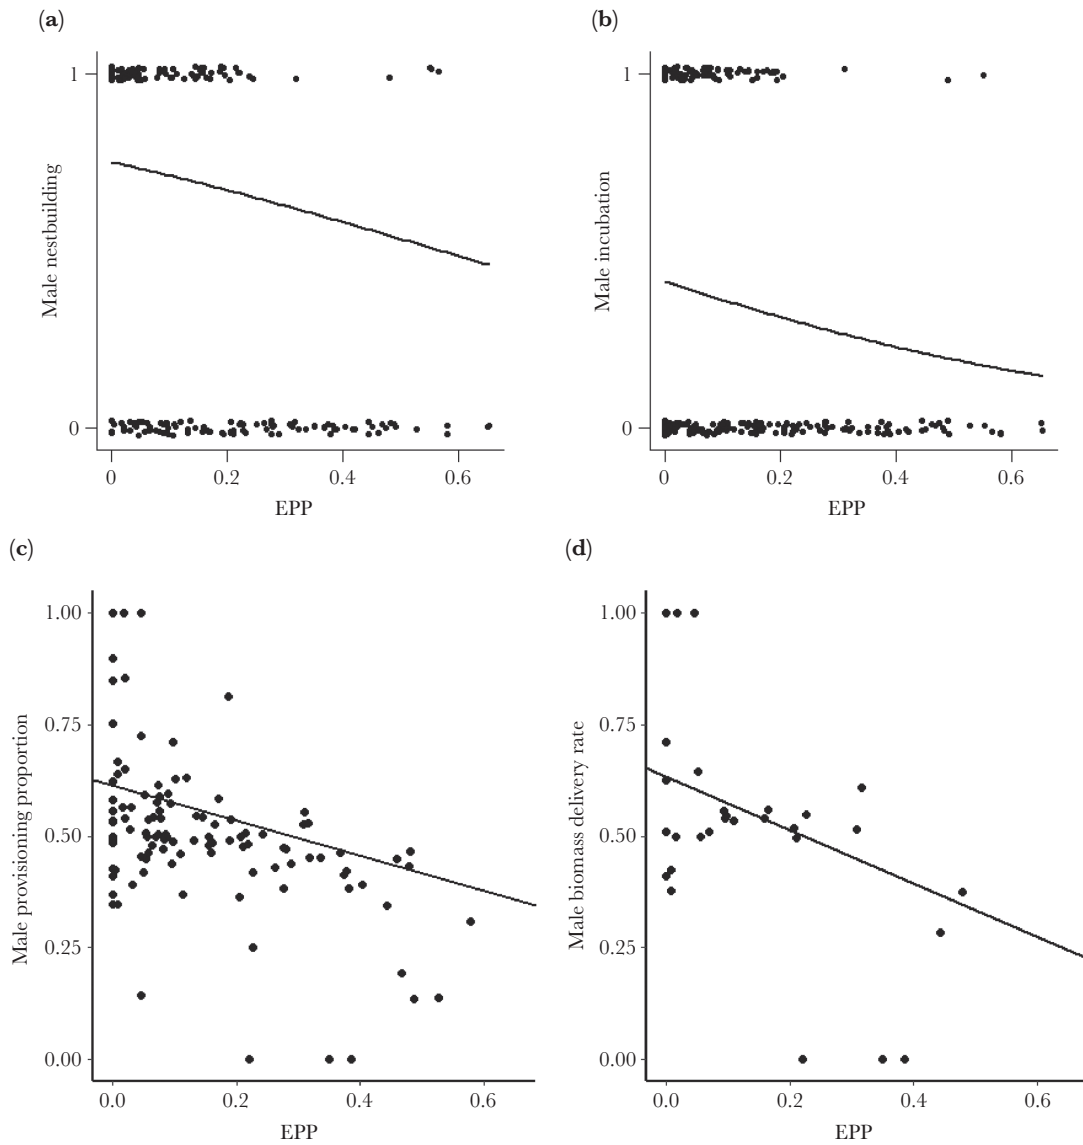 (a)
1
Male nestbuilding
0
0
0.2
0.4
0.6
EPP
(b)
1
Male incubation
0
0
0.2
0.4
0.6
EPP
(c)
1.00
0.75
Male provisioning proportion
0.50
0.25
0.00
0.0
0.2
0.4
0.6
EPP
(d)
1.00
0.75
Male biomass delivery rate
0.50
0.25
0.00
0.0
0.2
0.4
0.6
EPP